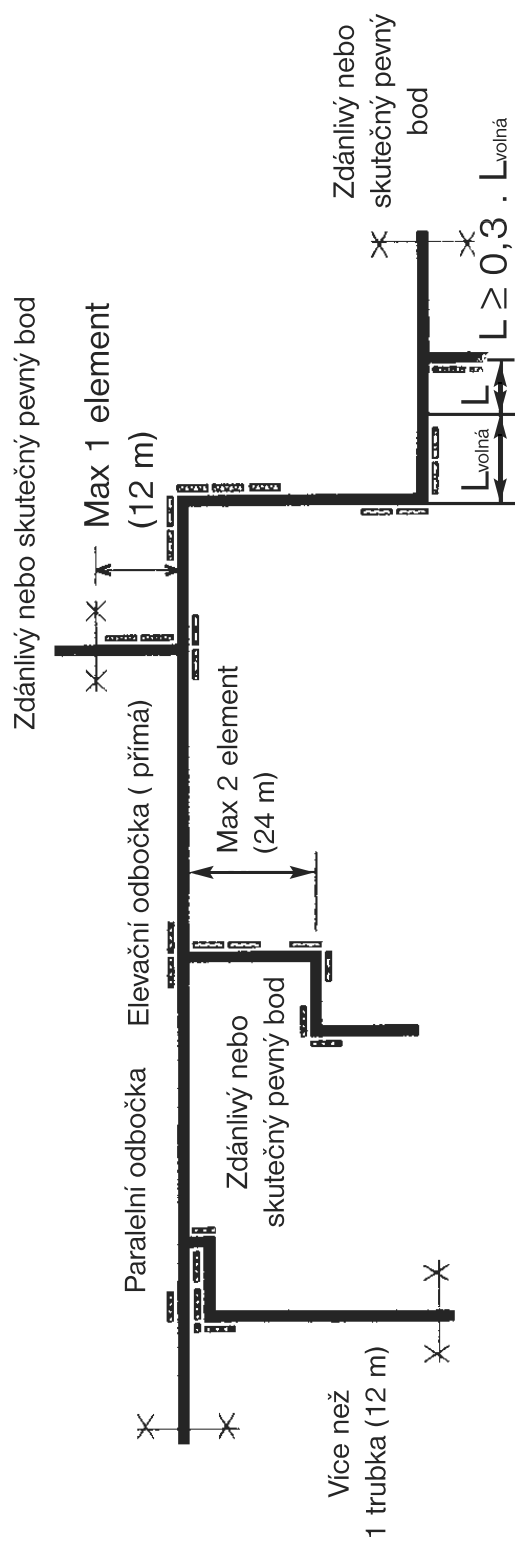 Zdánlivý nebo skutečný pevný bod
Max 1 element
(12 m)
Zdánlivý nebo
skutečný pevný
bod
Paralelní odbočka
Elevační odbočka ( přímá)
Max 2 element
(24 m)
Zdánlivý nebo
skutečný pevný bod
Více než
1 trubka (12 m)
Lvolná
L
L ≥ 0,3 . Lvolná